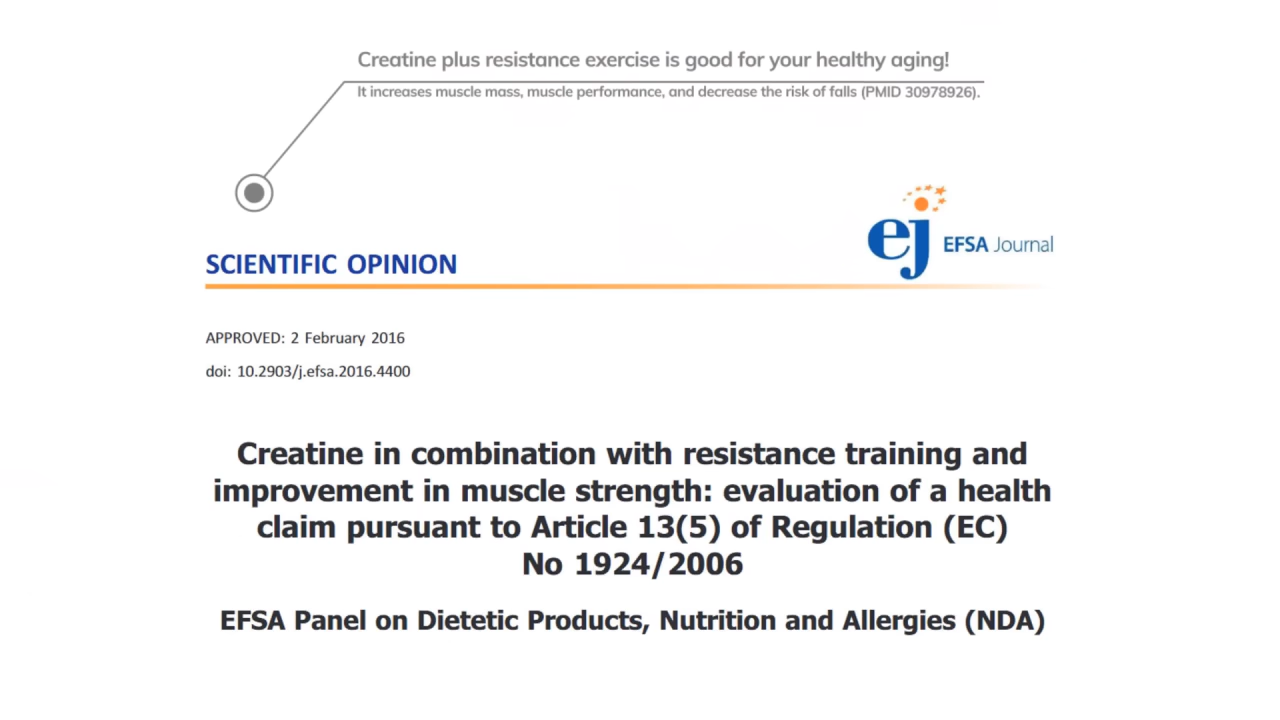 Creatine plus resistance exercise is good for your healthy aging!
It increases muscle mass, muscle performance, and decrease the risk of falls (PMID 30978926).
ej EFSA Journal
SCIENTIFIC OPINION
APPROVED: 2 February 2016
doi: 10.2903/j.efsa.2016.4400
Creatine in combination with resistance training and
improvement in muscle strength: evaluation of a health
claim pursuant to Article 13(5) of Regulation (EC)
No 1924/2006
EFSA Panel on Dietetic Products, Nutrition and Allergies (NDA)